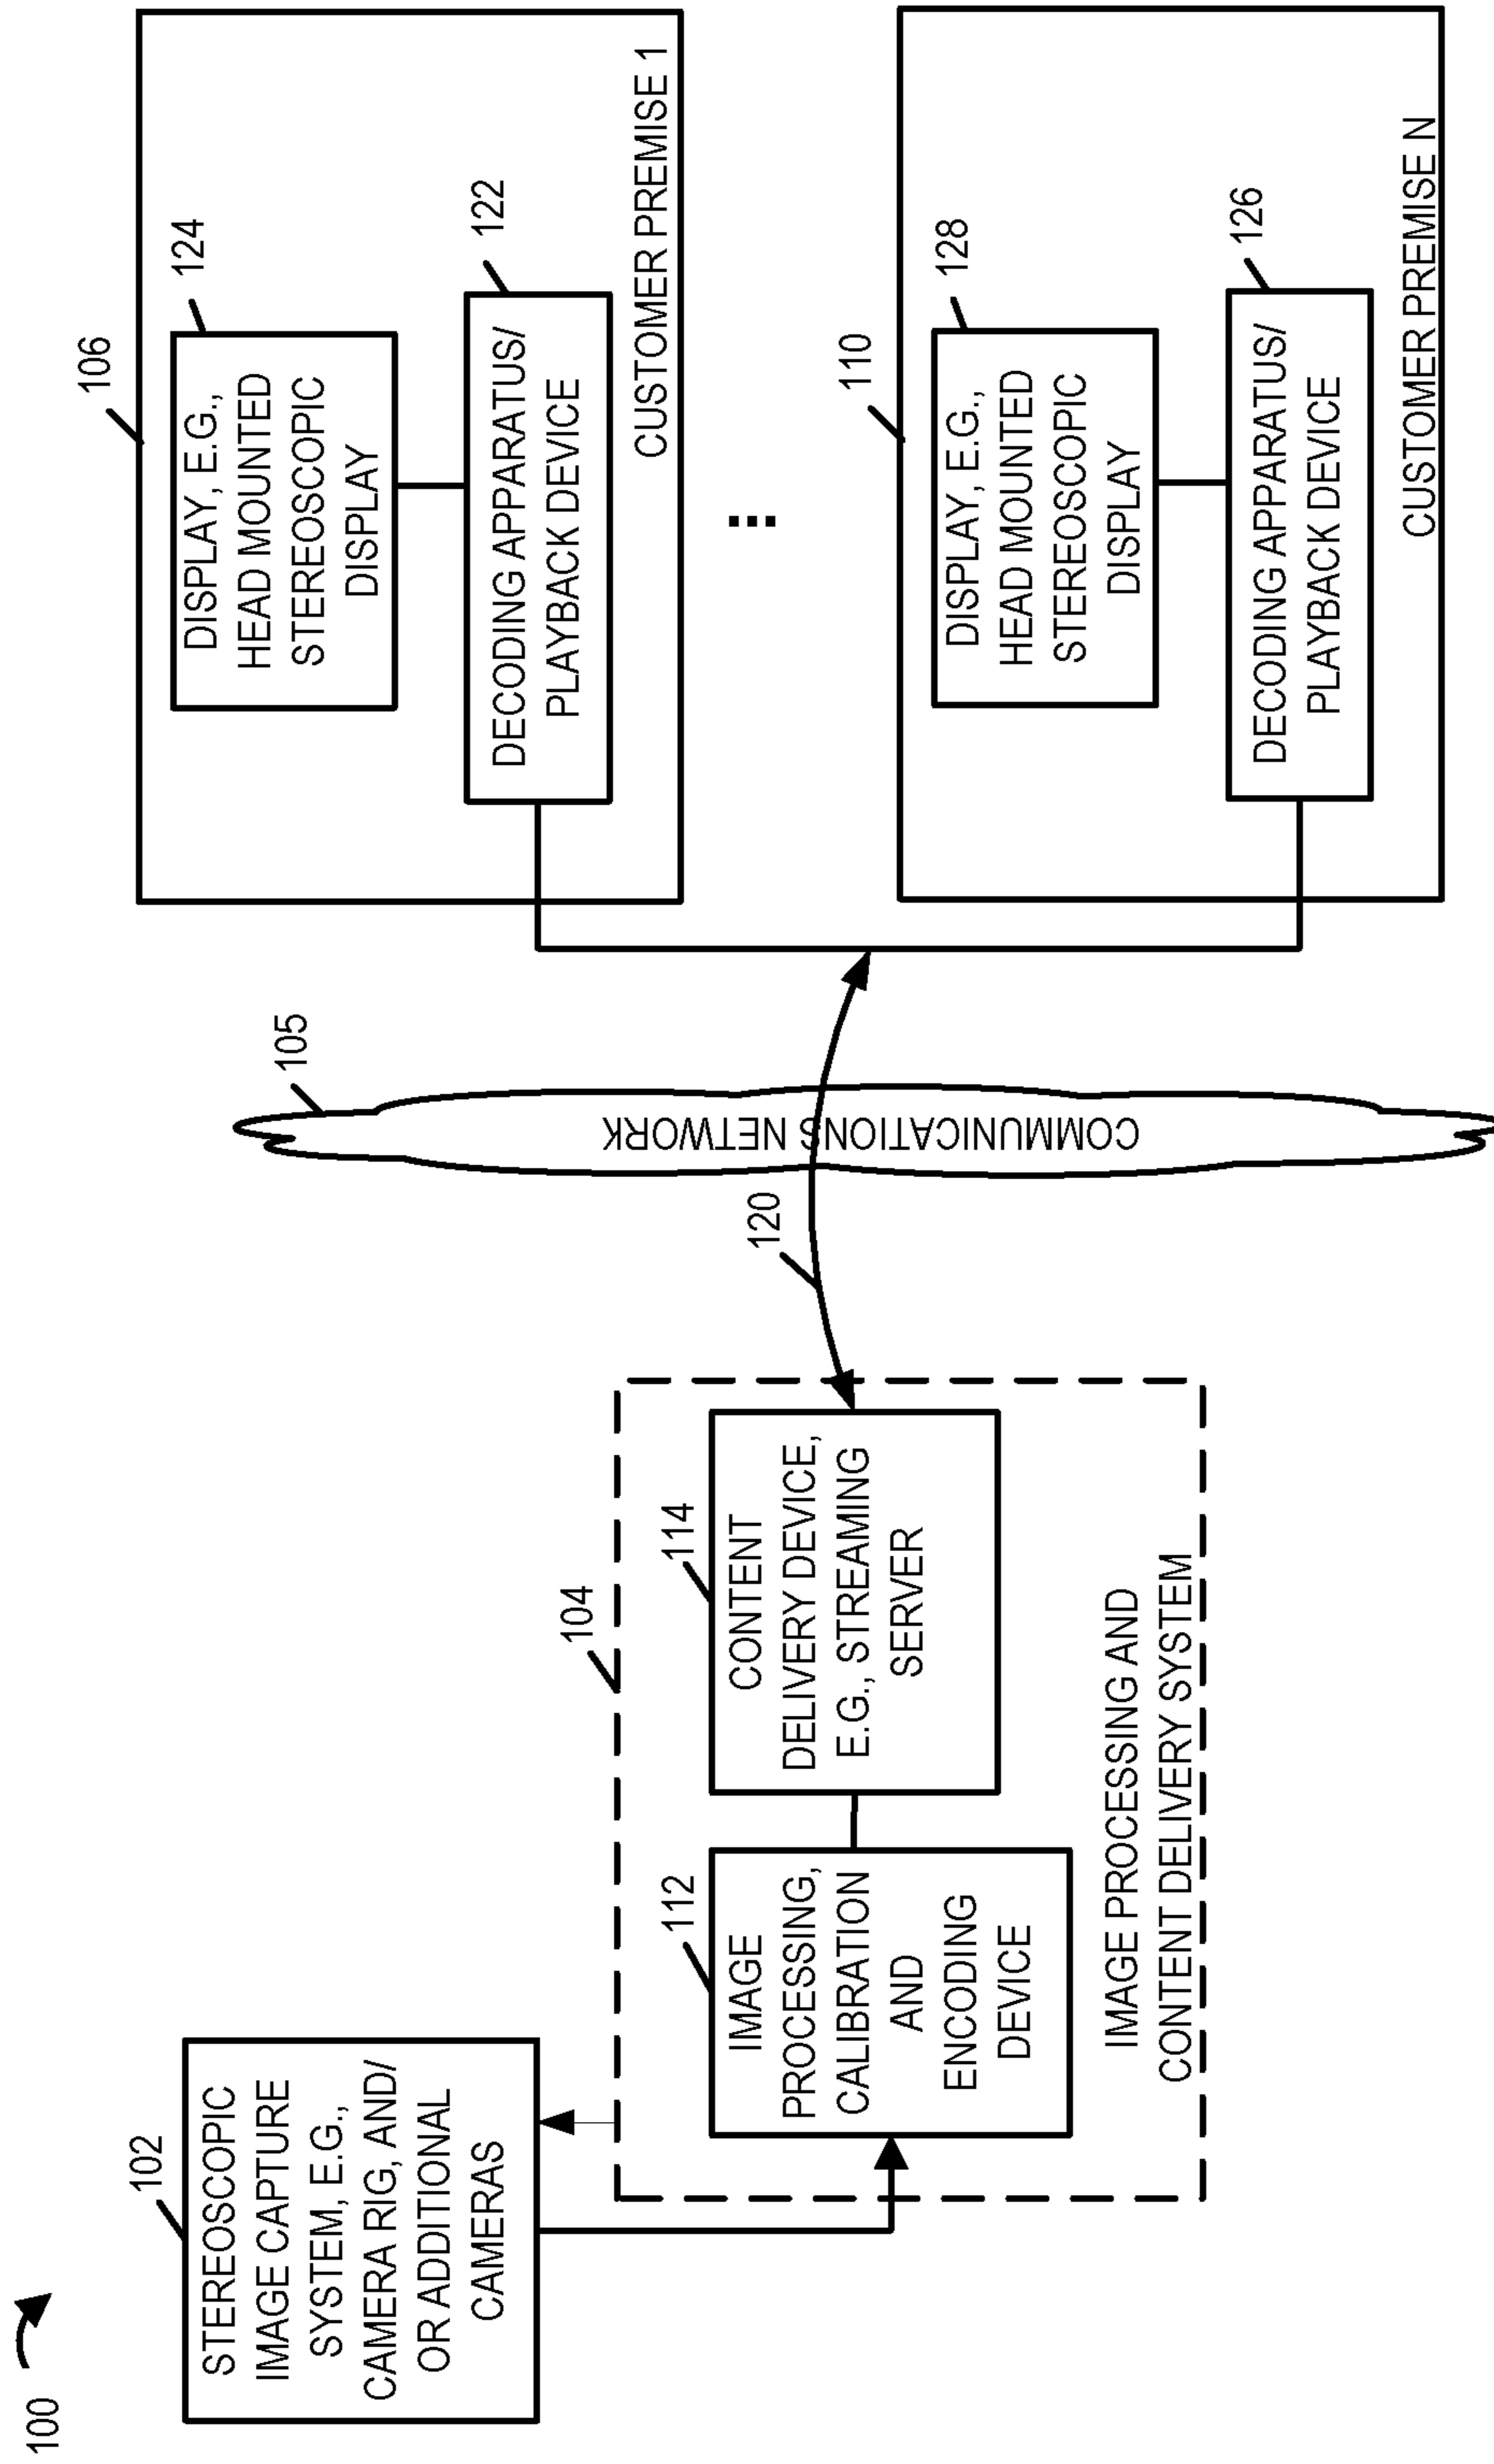 100
102
STEREOSCOPIC
IMAGE CAPTURE
SYSTEM, E.G.,
CAMERA RIG, AND/
OR ADDITIONAL
CAMERAS
104
112
IMAGE
PROCESSING,
CALIBRATION
AND
ENCODING
DEVICE
114
CONTENT
DELIVERY DEVICE,
E.G., STREAMING
SERVER
IMAGE PROCESSING AND
CONTENT DELIVERY SYSTEM
120
105
COMMUNICATIONS NETWORK
106
124
DISPLAY, E.G.,
HEAD MOUNTED
STEREOSCOPIC
DISPLAY
122
DECODING APPARATUS/
PLAYBACK DEVICE
CUSTOMER PREMISE 1
...
110
128
DISPLAY, E.G.,
HEAD MOUNTED
STEREOSCOPIC
DISPLAY
126
DECODING APPARATUS/
PLAYBACK DEVICE
CUSTOMER PREMISE N